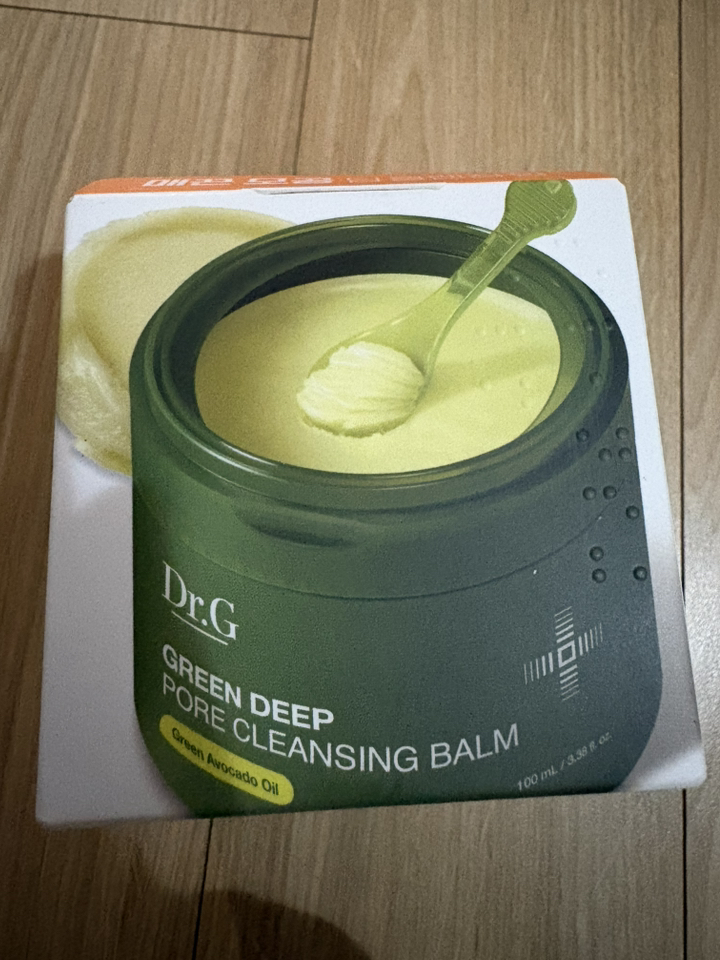 Dr.G
GREEN DEEP
PORE CLEANSING BALM
Green Avocado Oil
100 mL / 3.38 fl. oz.